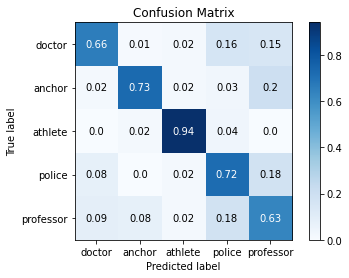 Confusion Matrix
doctor 0.66 0.01 0.02 0.16 0.15
anchor 0.02 0.73 0.02 0.03 0.2
athlete 0.0 0.02 0.94 0.04 0.0
police 0.08 0.0 0.02 0.72 0.18
professor 0.09 0.08 0.02 0.18 0.63
doctor anchor athlete police professor
Predicted label
True label
0.8
0.6
0.4
0.2
0.0